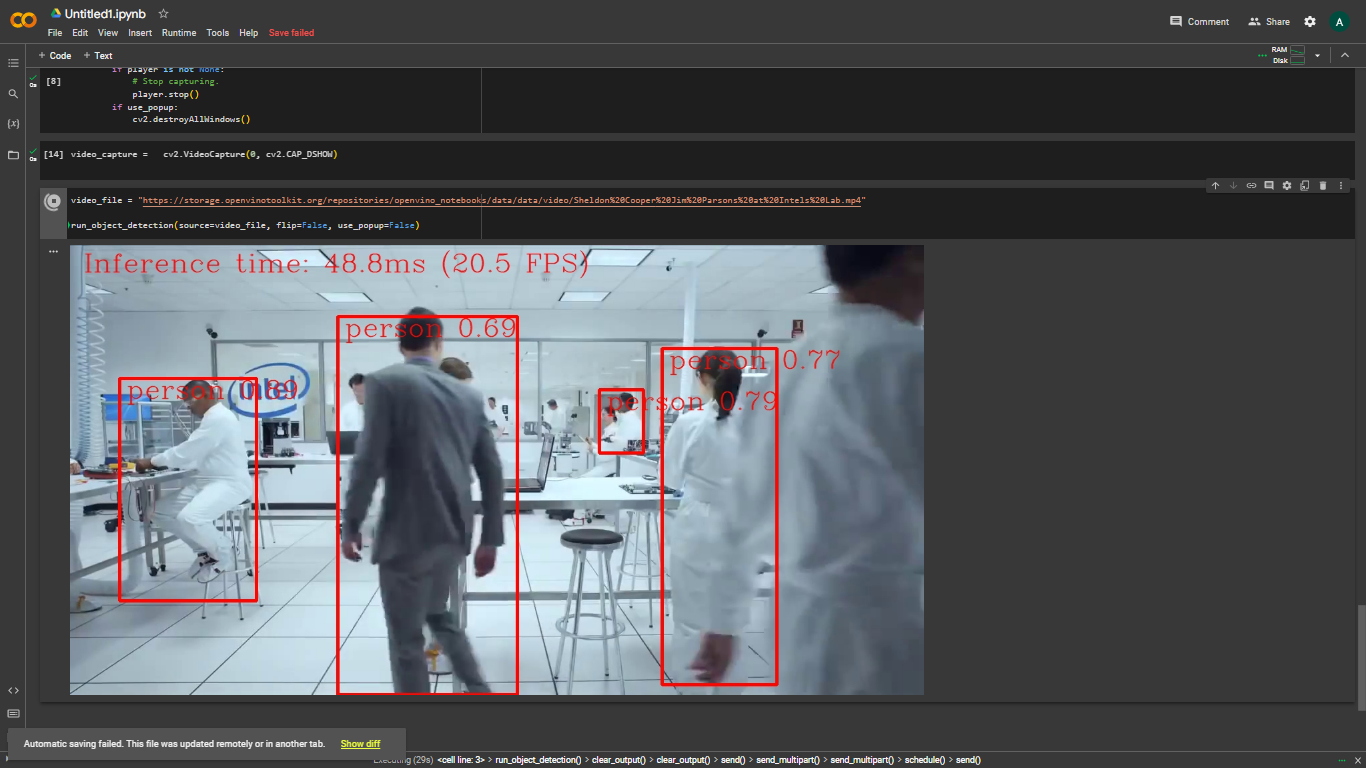 CO
Untitled1.ipynb
File Edit View Insert Runtime Tools Help Save failed
Comment
Share
A
+ Code + Text
RAM
Disk
if player is not None:
[8]
0s
# Stop capturing.
player.stop()
if use_popup:
cv2.destroyAllWindows()
[14] video_capture = cv2.VideoCapture(0, cv2.CAP_DSHOW)
0s
{x}
video_file = "https://storage.openvinotoolkit.org/repositories/openvino_notebooks/data/data/video/Sheldon%20Cooper%20Jim%20Parsons%20at%20Intels%20Lab.mp4"
run_object_detection(source=video_file, flip=False, use_popup=False)
Inference time: 48.8ms (20.5 FPS)
person 0.69
person 0.77
person 0.89
intel
person 0.79
Automatic saving failed. This file was updated remotely or in another tab. Show diff
Executing (29s) <cell line: 3> > run_object_detection() > clear_output() > clear_output() > send() > send_multipart() > send_multipart() > schedule() > send()